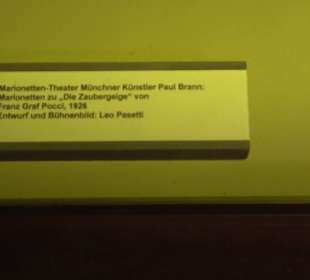 Marionetten-Theater Münchner Künstler Paul Brann:
Marionetten zu „Die Zaubergeige“ von
Franz Graf Pocci, 1926
Entwurf und Bühnenbild: Leo Pasetti